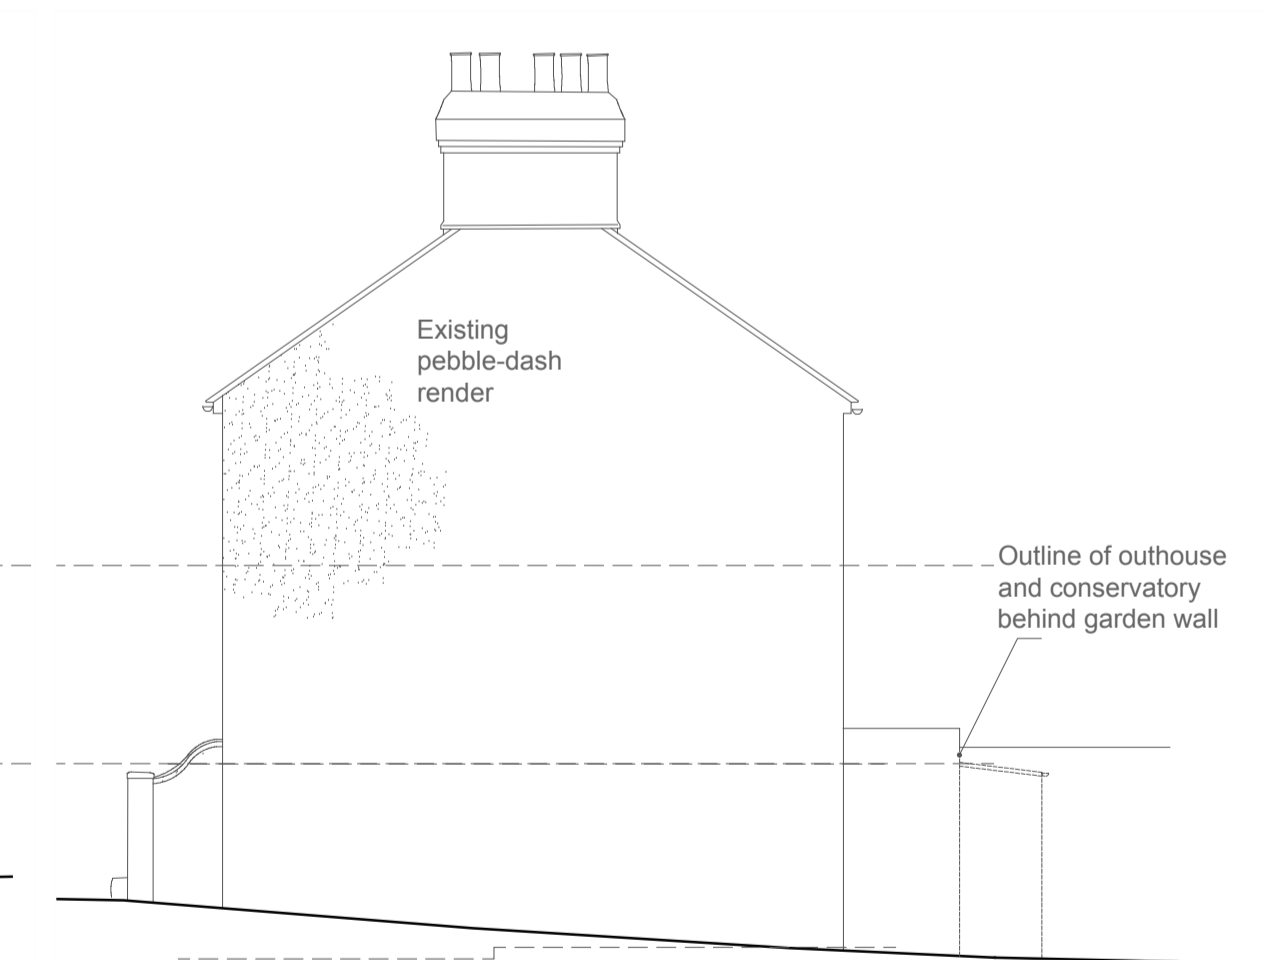 Existing
pebble-dash
render
Outline of outhouse
and conservatory
behind garden wall